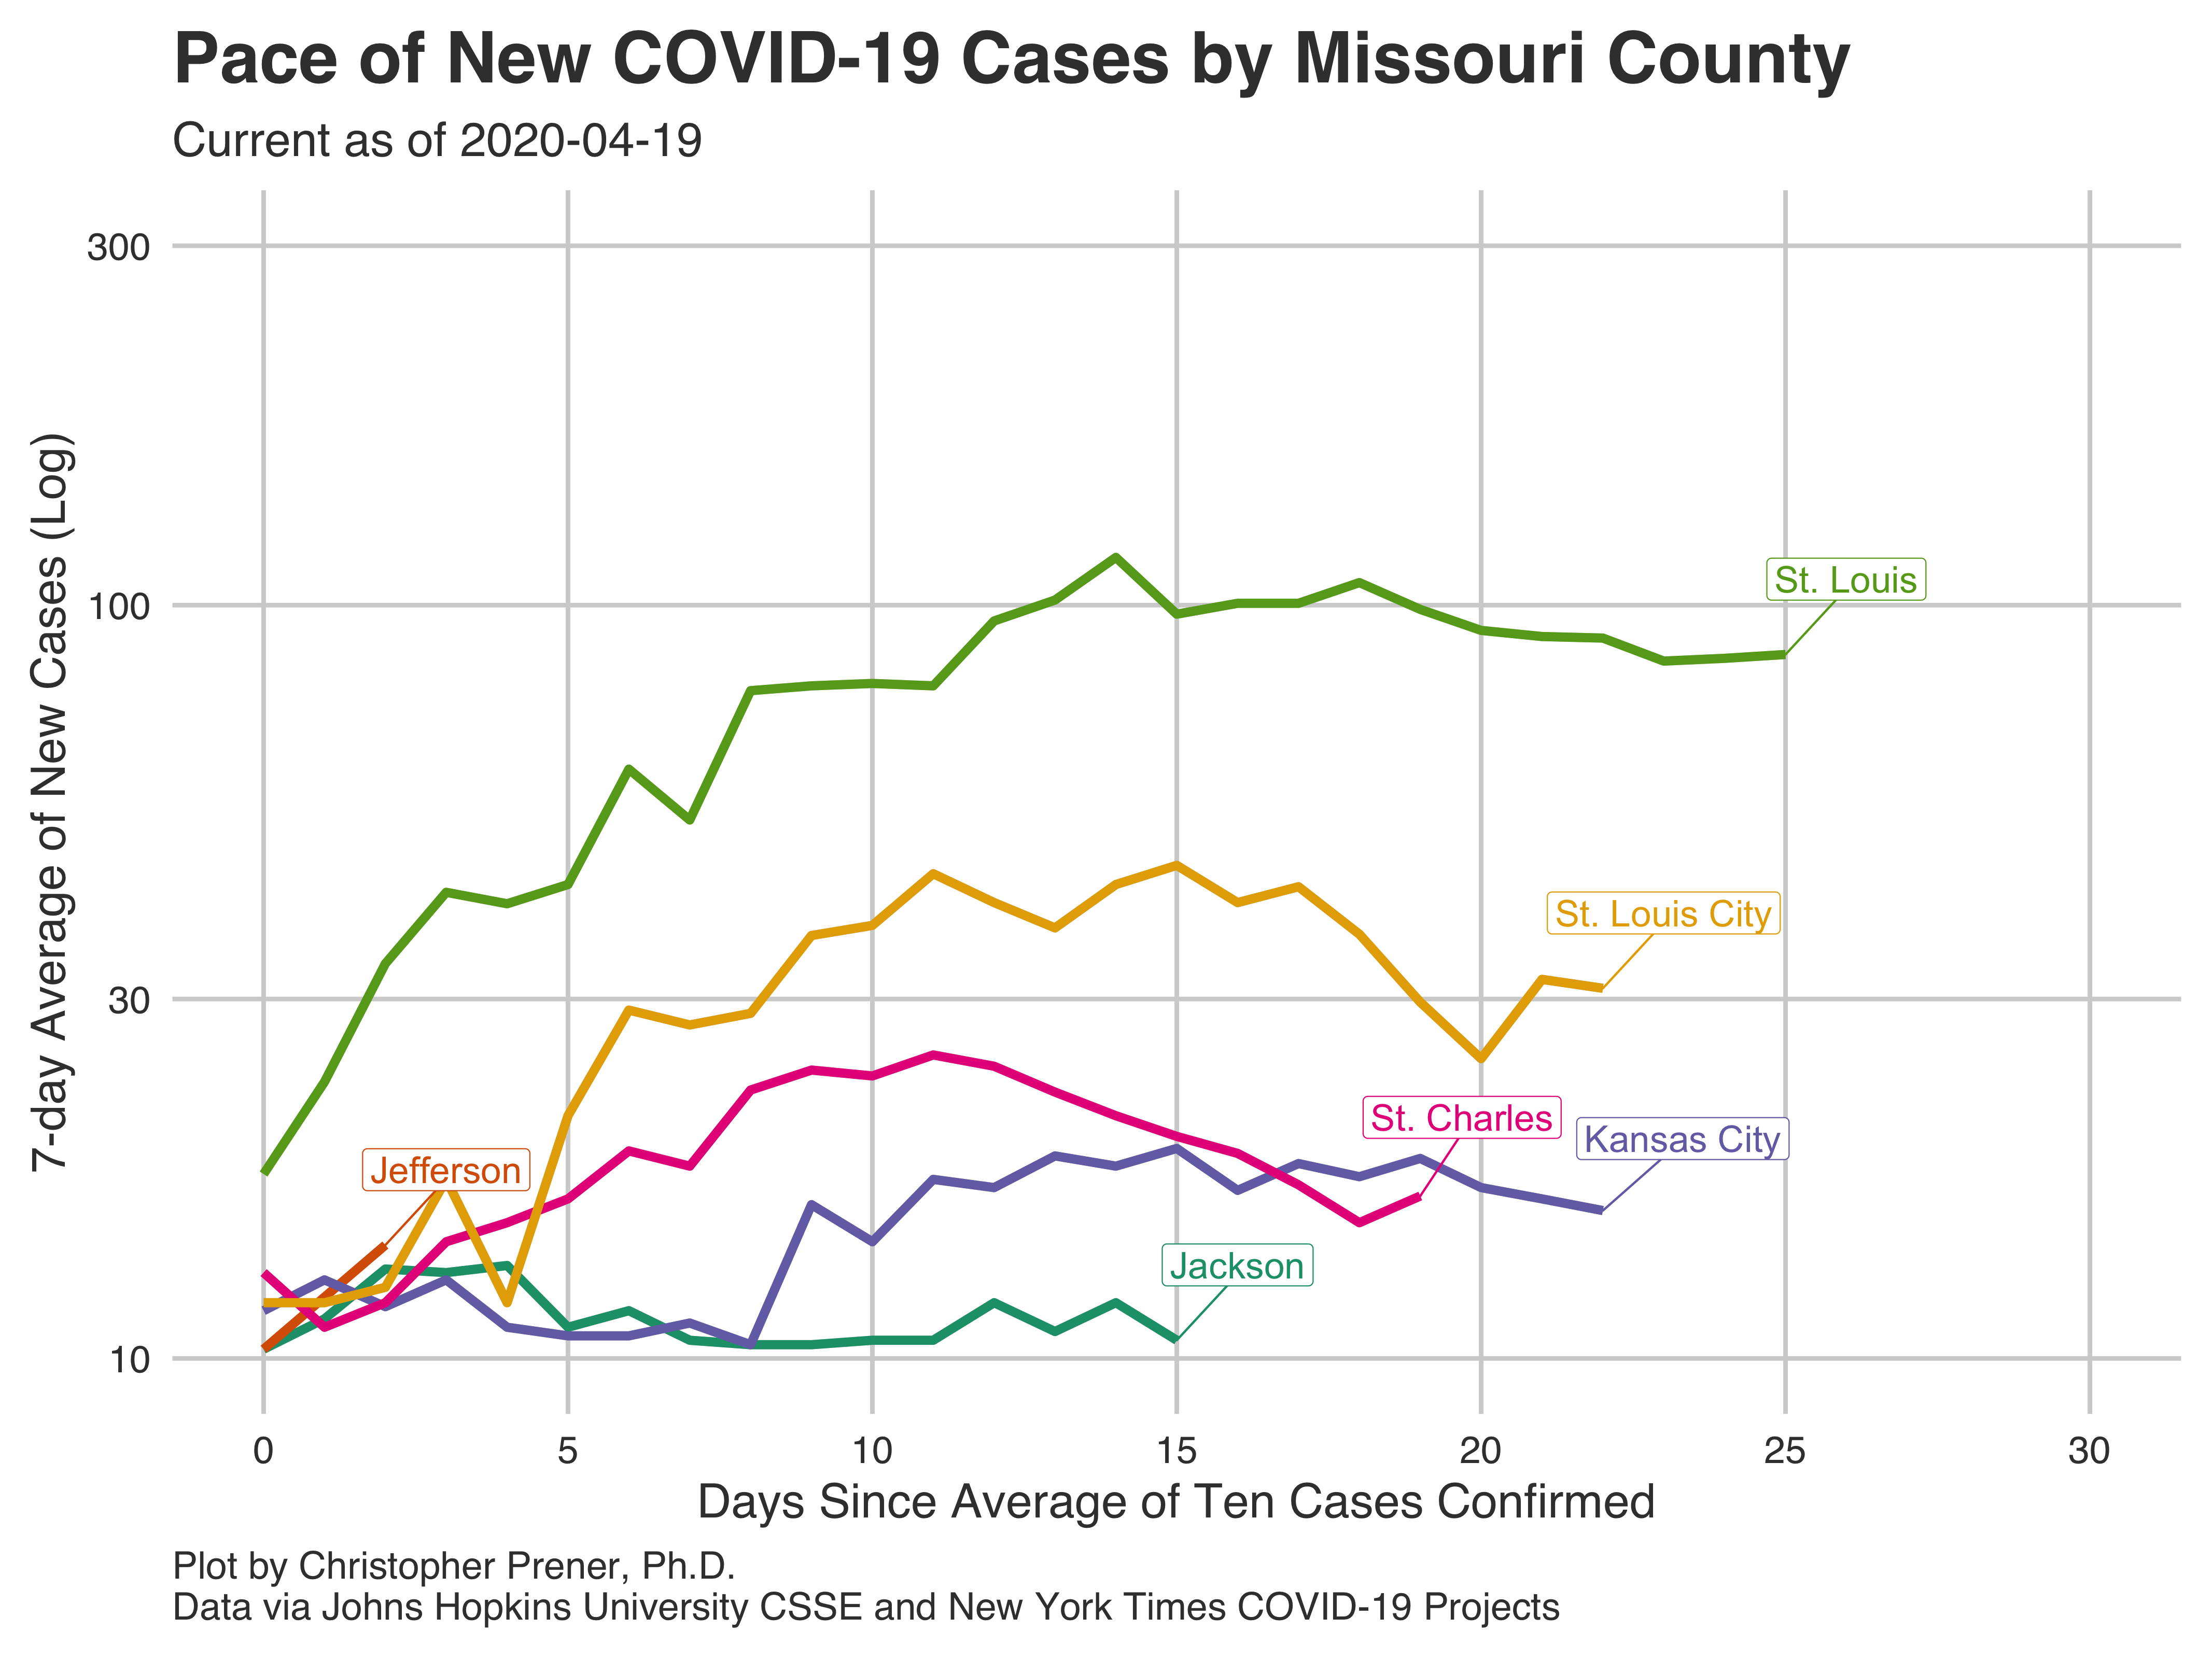 Pace of New COVID-19 Cases by Missouri County
Current as of 2020-04-19
7-day Average of New Cases (Log)
300
100
30
10
St. Louis
St. Louis City
St. Charles
Kansas City
Jefferson
Jackson
0 5 10 15 20 25 30
Days Since Average of Ten Cases Confirmed
Plot by Christopher Prener, Ph.D.
Data via Johns Hopkins University CSSE and New York Times COVID-19 Projects